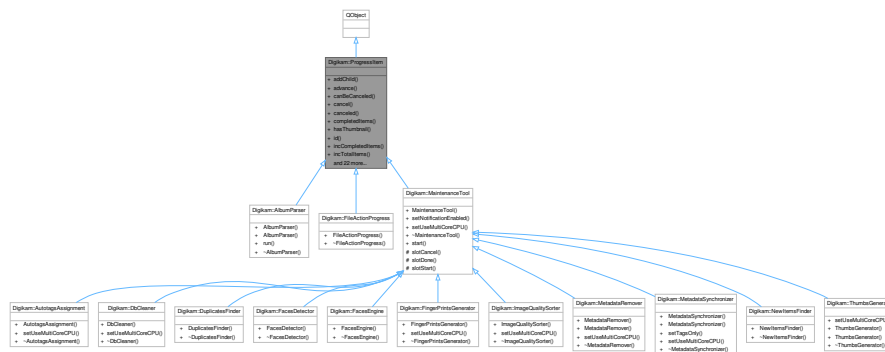 QObject
Digikam::ProgressItem
+ addChild()
+ advance()
+ canBeCanceled()
+ cancel()
+ canceled()
+ completedItems()
+ hasThumbnail()
+ id()
+ incCompletedItems()
+ incTotalItems()
and 22 more...
Digikam::AlbumParser
+ AlbumParser()
+ AlbumParser()
+ run()
+ ~AlbumParser()
Digikam::FileActionProgress
+ FileActionProgress()
+ ~FileActionProgress()
Digikam::MaintenanceTool
+ MaintenanceTool()
+ setNotificationEnabled()
+ setUseMultiCoreCPU()
+ ~MaintenanceTool()
+ start()
# slotCancel()
# slotDone()
# slotStart()
Digikam::AutotagsAssignment
+ AutotagsAssignment()
+ setUseMultiCoreCPU()
+ ~AutotagsAssignment()
Digikam::DbCleaner
+ DbCleaner()
+ setUseMultiCoreCPU()
+ ~DbCleaner()
Digikam::DuplicatesFinder
+ DuplicatesFinder()
+ ~DuplicatesFinder()
Digikam::FacesDetector
+ FacesDetector()
+ ~FacesDetector()
Digikam::FacesEngine
+ FacesEngine()
+ ~FacesEngine()
Digikam::FingerPrintsGenerator
+ FingerPrintsGenerator()
+ setUseMultiCoreCPU()
+ ~FingerPrintsGenerator()
Digikam::ImageQualitySorter
+ ImageQualitySorter()
+ setUseMultiCoreCPU()
+ ~ImageQualitySorter()
Digikam::MetadataRemover
+ MetadataRemover()
+ MetadataRemover()
+ setUseMultiCoreCPU()
+ ~MetadataRemover()
Digikam::MetadataSynchronizer
+ MetadataSynchronizer()
+ MetadataSynchronizer()
+ setTagsOnly()
+ setUseMultiCoreCPU()
+ ~MetadataSynchronizer()
Digikam::NewItemsFinder
+ NewItemsFinder()
+ ~NewItemsFinder()
Digikam::ThumbsGenera
+ setUseMultiCoreCPU
+ ThumbsGenerator()
+ ThumbsGenerator()
+ ~ThumbsGenerator()